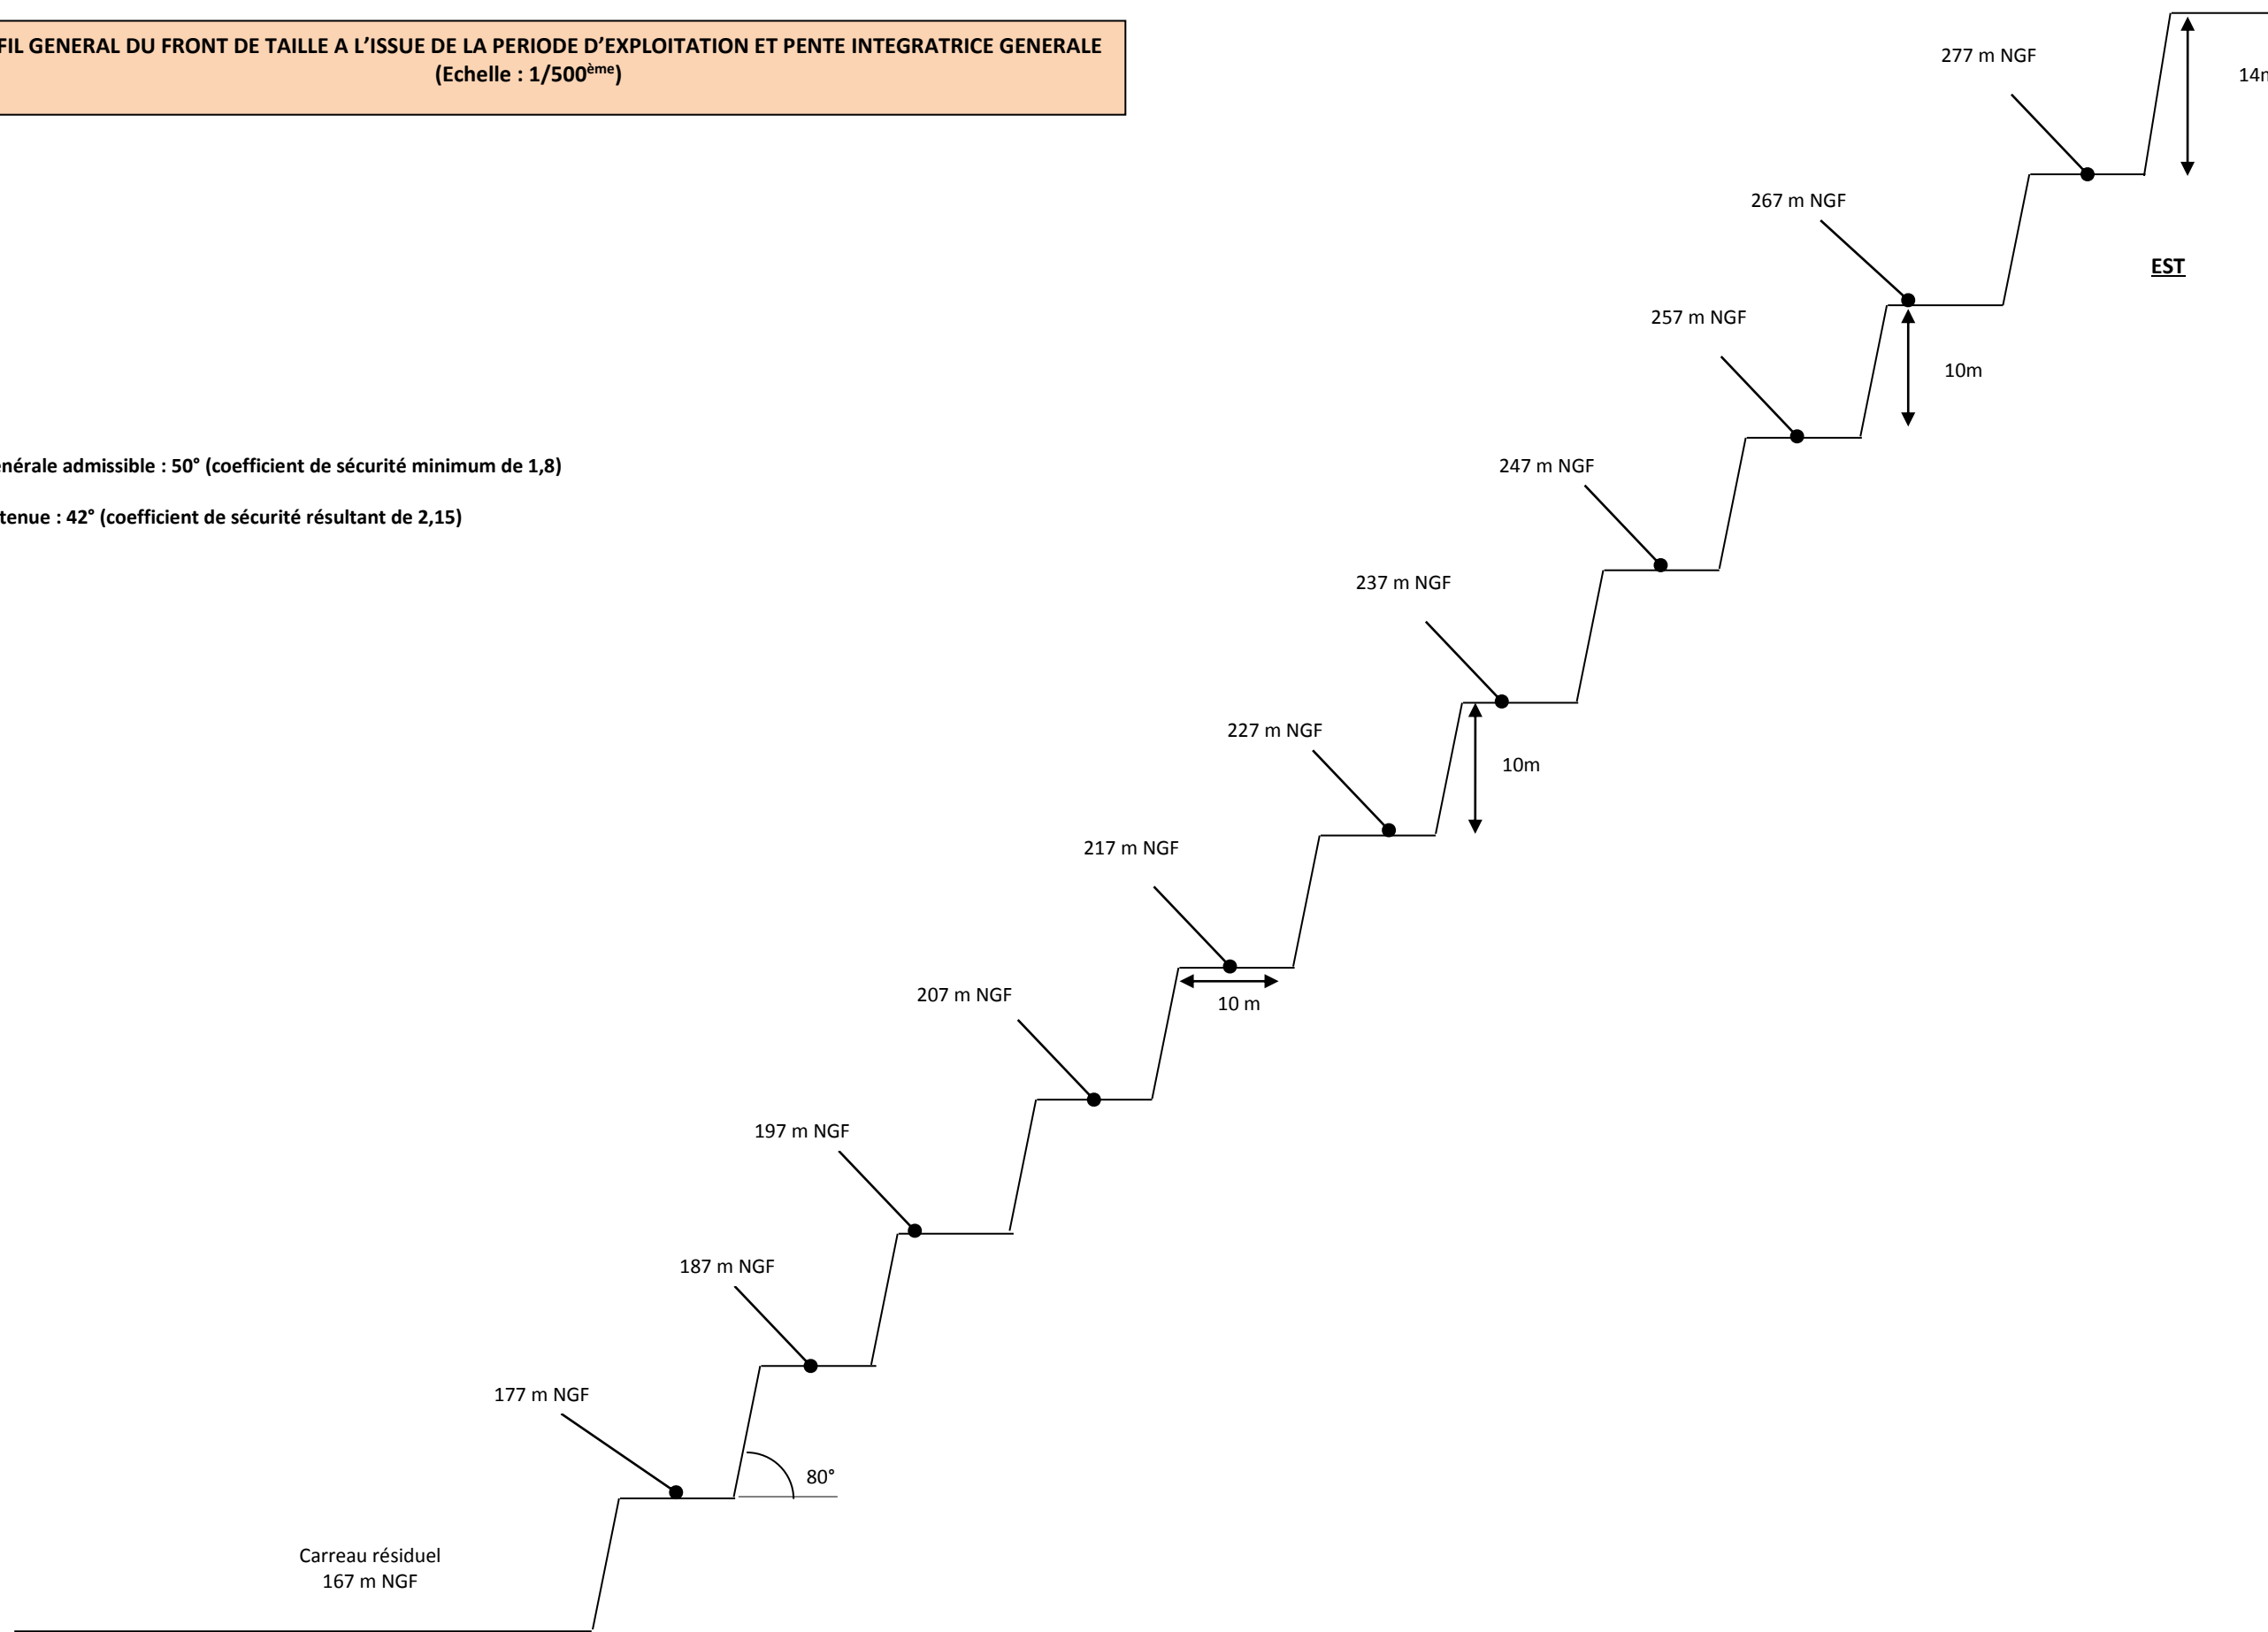 FIL GENERAL DU FRONT DE TAILLE A L’ISSUE DE LA PERIODE D’EXPLOITATION ET PENTE INTEGRATRICE GENERALE
(Echelle : 1/500ème)
277 m NGF
14m
267 m NGF
EST
257 m NGF
10m
énérale admissible : 50° (coefficient de sécurité minimum de 1,8)
247 m NGF
tenue : 42° (coefficient de sécurité résultant de 2,15)
237 m NGF
227 m NGF
10m
217 m NGF
207 m NGF
10 m
197 m NGF
187 m NGF
177 m NGF
80°
Carreau résiduel
167 m NGF